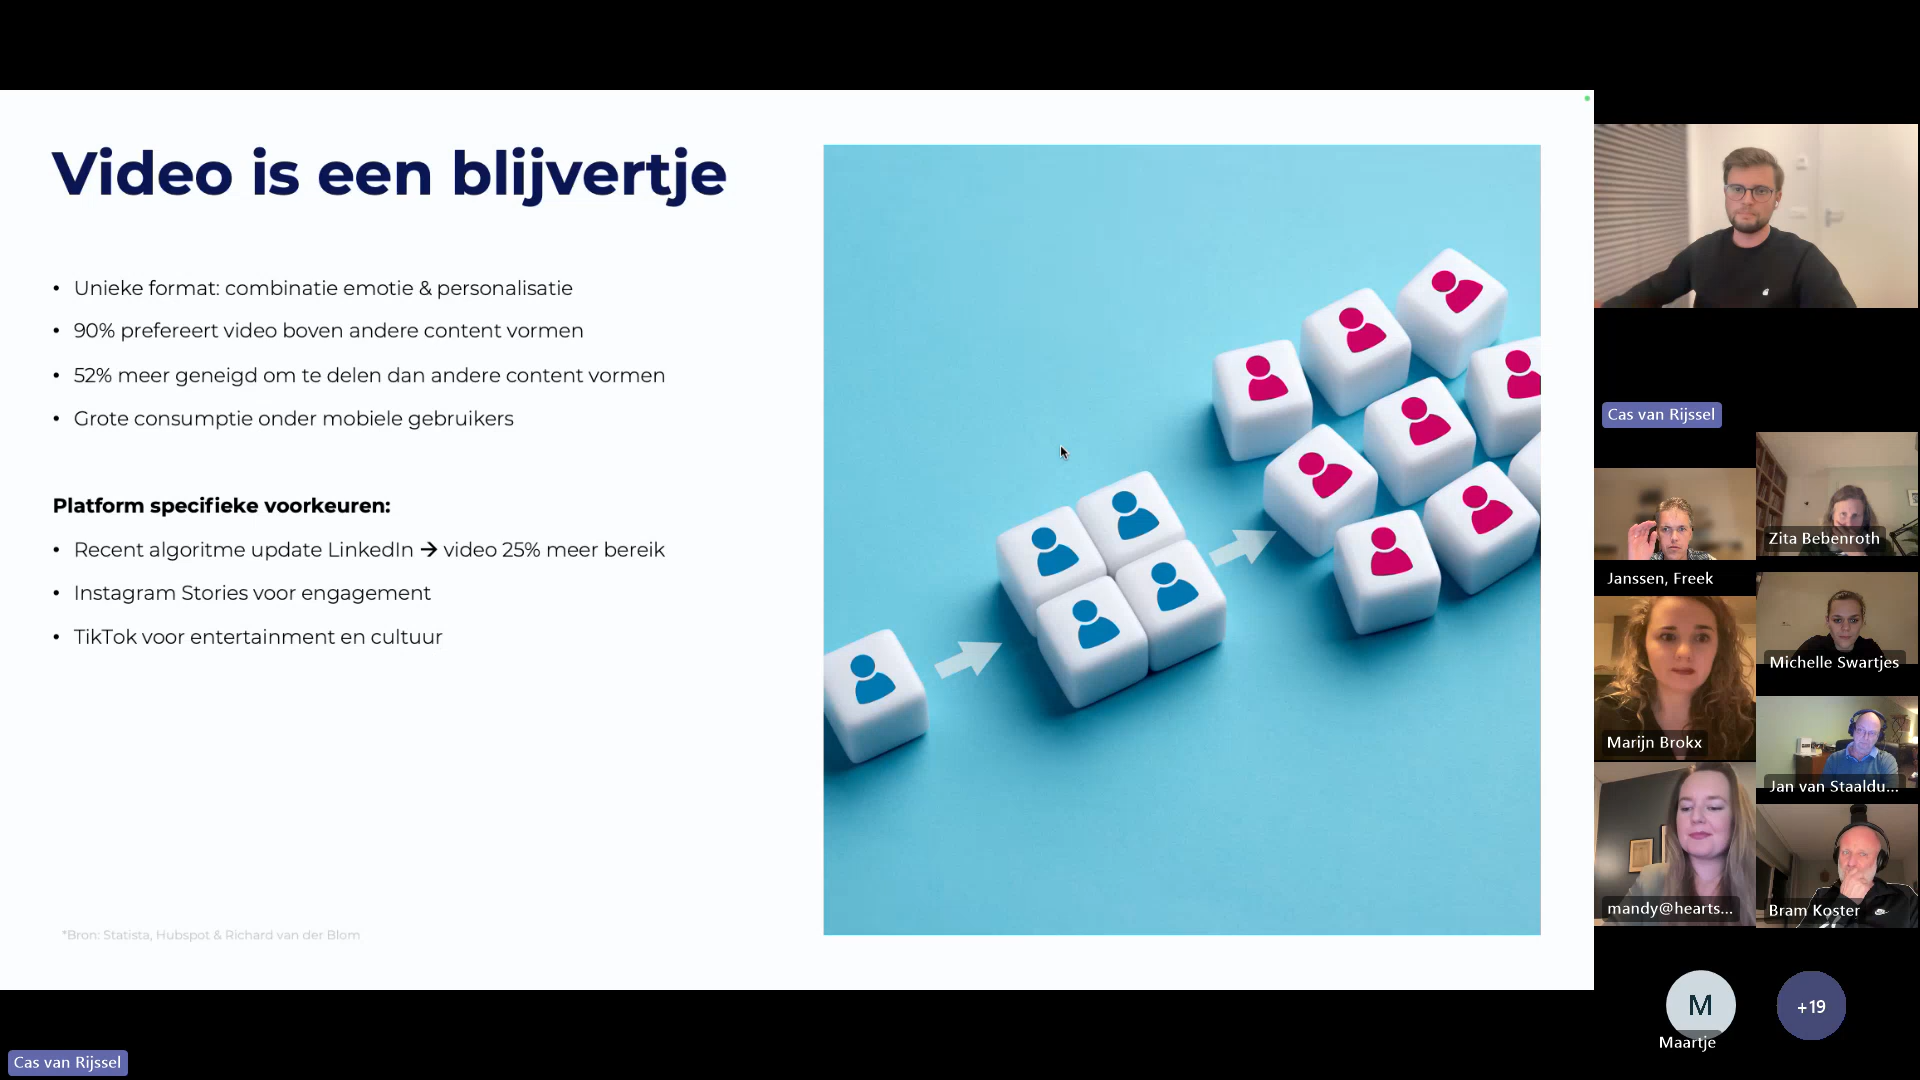 Video is een blijvertje
• Unieke format: combinatie emotie & personalisatie
• 90% prefereert video boven andere content vormen
• 52% meer geneigd om te delen dan andere content vormen
• Grote consumptie onder mobiele gebruikers
Platform specifieke voorkeuren:
• Recent algoritme update LinkedIn → video 25% meer bereik
• Instagram Stories voor engagement
• TikTok voor entertainment en cultuur
*Bron: Statista, Hubspot & Richard van der Blom
Cas van Rijssel
Cas van Rijssel
Janssen, Freek
Zita Bebenroth
Marijn Brokx
Michelle Swartjes
Jan van Staaldu...
mandy@hearts...
Bram Koster
M
Maartje
+19